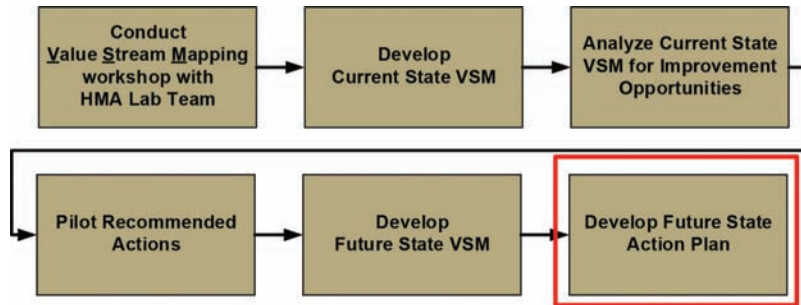 Conduct
Value Stream Mapping
workshop with
HMA Lab Team
Develop
Current State VSM
Analyze Current State
VSM for Improvement
Opportunities
Pilot Recommended
Actions
Develop
Future State VSM
Develop Future State
Action Plan